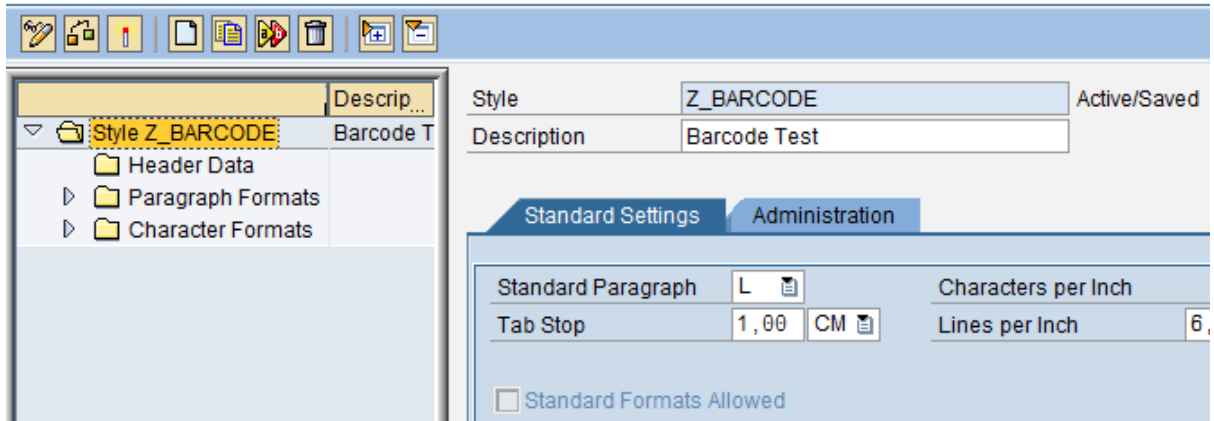 Descrip...
Style Z_BARCODE Barcode T
Header Data
Paragraph Formats
Character Formats
Style Z_BARCODE Active/Saved
Description Barcode Test
Standard Settings Administration
Standard Paragraph L Characters per Inch
Tab Stop 1,00 CM Lines per Inch 6,
Standard Formats Allowed